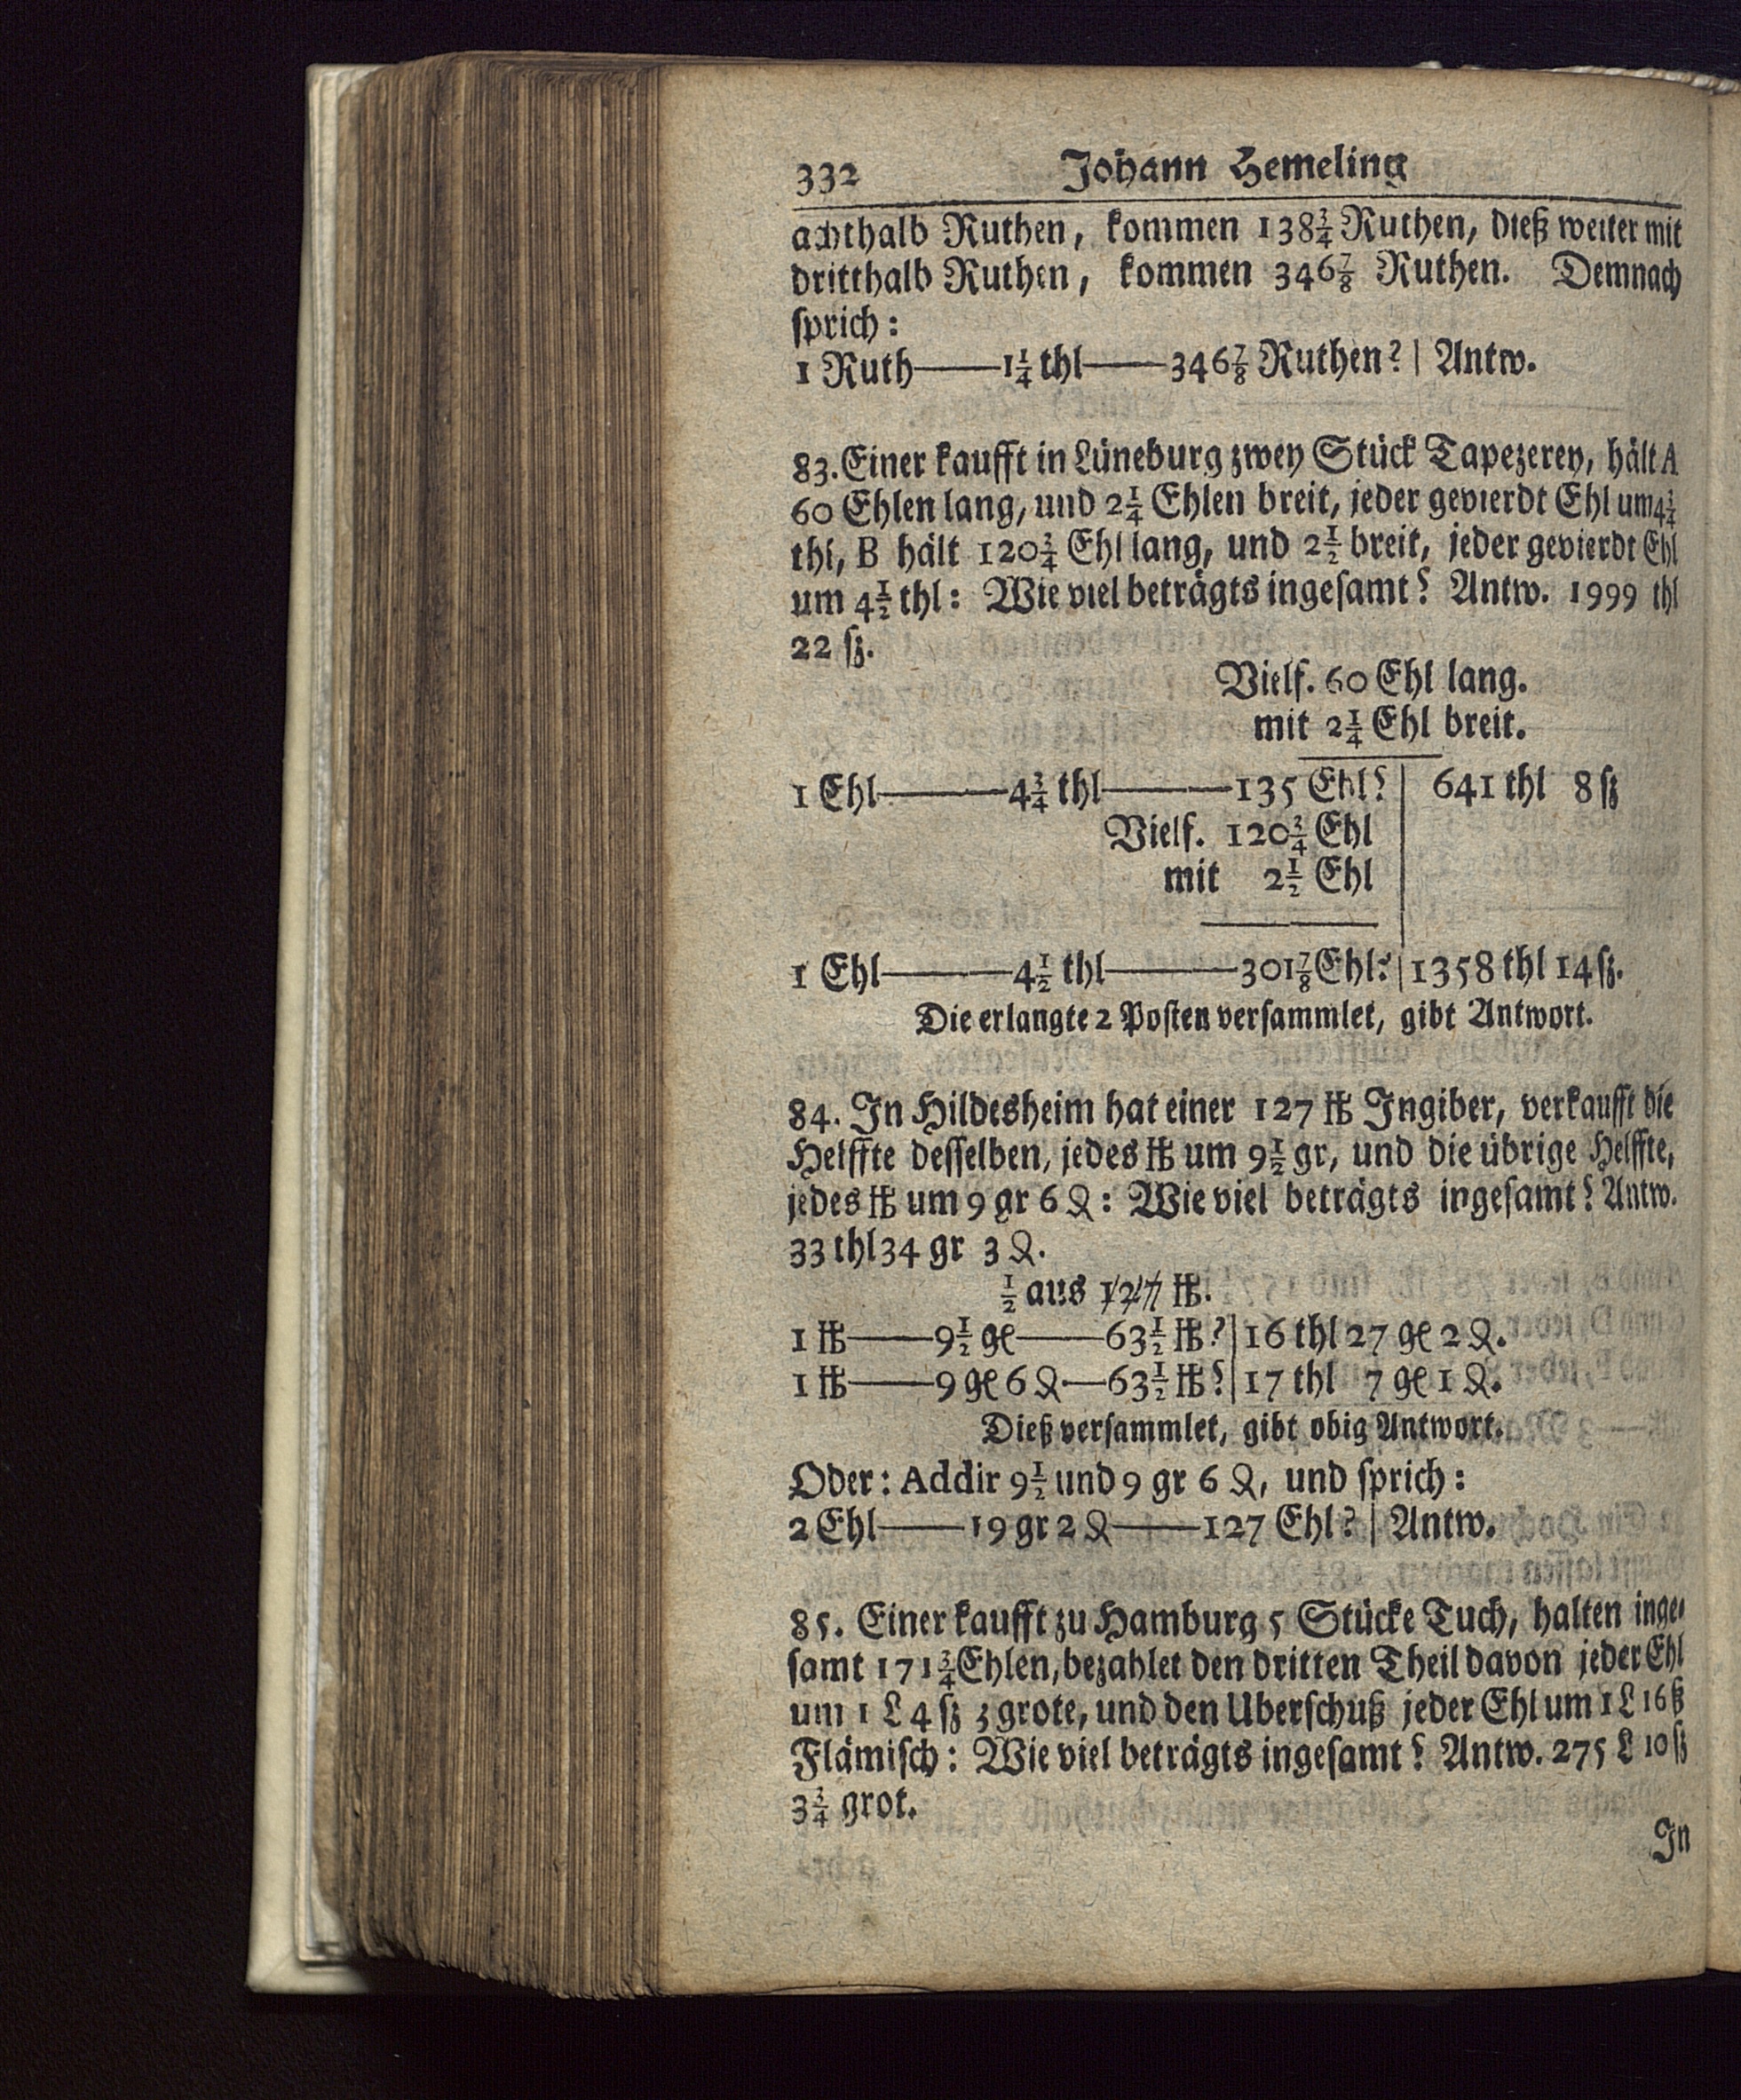 332 Johann Hemeling
achthalb Ruthen, kommen 138¾ Ruthen, dieß weiter mit
dritthalb Ruthen, kommen 346⅞ Ruthen. Demnach
sprich:
1 Ruth——1¼ thl——346⅞ Ruthen? | Antw.
83. Einer kaufft in Lüneburg zwey Stück Tapezerey, hält A
60 Ehlen lang, und 2¼ Ehlen breit, jeder gevierdt Ehl um 4¾
thl, B hält 120¾ Ehl lang, und 2½ breit, jeder gevierdt Ehl
um 4½ thl: Wie viel beträgts ingesamt? Antw. 1999 thl
22 ß.
Vielf. 60 Ehl lang.
mit 2¼ Ehl breit.
1 Ehl——4¾ thl——135 Ehl? | 641 thl 8 ß
Vielf. 120¾ Ehl
mit 2½ Ehl
1 Ehl——4½ thl——301⅞ Ehl? | 1358 thl 14 ß.
Die erlangte 2 Posten versammlet, gibt Antwort.
84. In Hildesheim hat einer 127 ℔ Ingiber, verkaufft die
Helffte desselben, jedes ℔ um 9½ gr, und die übrige Helffte,
jedes ℔ um 9 gr 6 ₰: Wie viel beträgts ingesamt? Antw.
33 thl 34 gr 3 ₰.
½ aus 127 ℔.
1 ℔——9½ gl——63½ ℔? | 16 thl 27 gl 2 ₰.
1 ℔——9 gl 6 ₰—63½ ℔? | 17 thl 7 gl 1 ₰.
Dieß versammlet, gibt obig Antwort.
Oder: Addir 9½ und 9 gr 6 ₰, und sprich:
2 Ehl——19 gr 2 ₰——127 Ehl? | Antw.
85. Einer kaufft zu Hamburg 5 Stücke Tuch, halten inge-
samt 171¾ Ehlen, bezahlet den dritten Theil davon jeder Ehl
um 1 L 4 ß 3 grote, und den Uberschuß jeder Ehl um 1 L 16 ß
Flämisch: Wie viel beträgts ingesamt? Antw. 275 L 10 ß
3¾ grot.
In